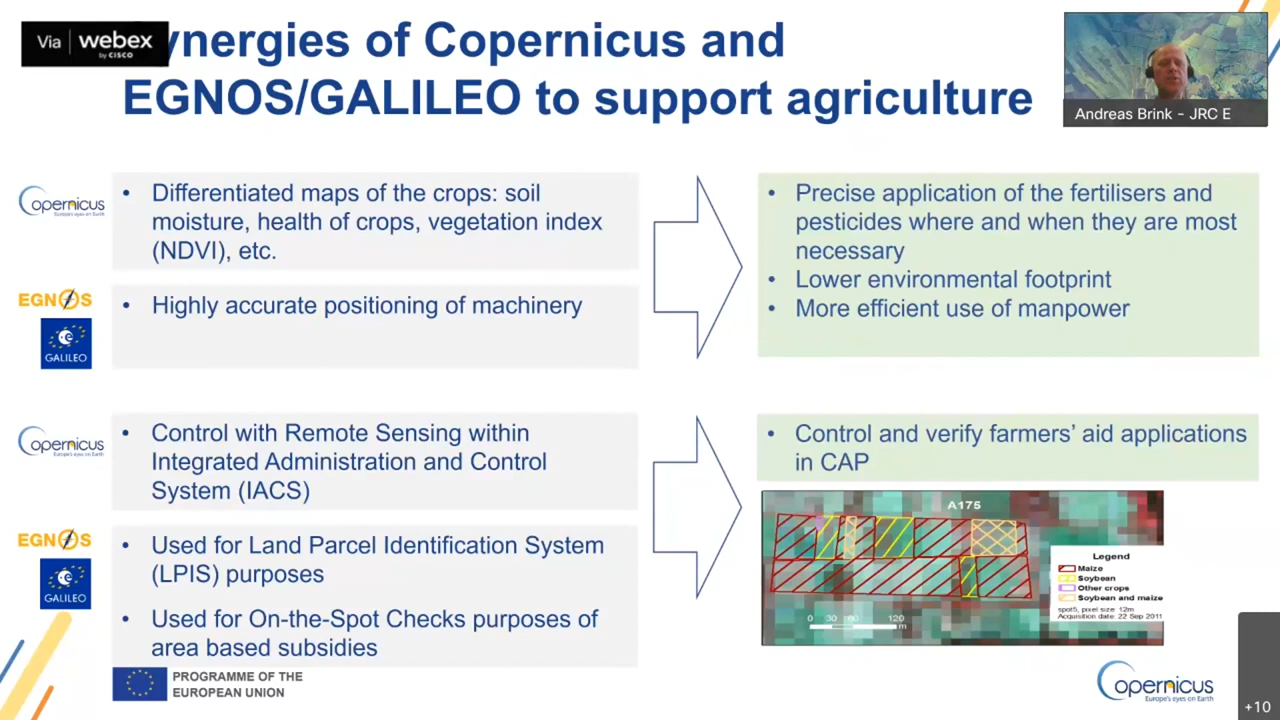 Via webex
by CISCO
ynergies of Copernicus and
EGNOS/GALILEO to support agriculture
Andreas Brink - JRC E
opernicus
Europe's eyes on Earth
• Differentiated maps of the crops: soil
moisture, health of crops, vegetation index
(NDVI), etc.
EGNOS
GALILEO
• Highly accurate positioning of machinery
• Precise application of the fertilisers and
pesticides where and when they are most
necessary
• Lower environmental footprint
• More efficient use of manpower
opernicus
Europe's eyes on Earth
• Control with Remote Sensing within
Integrated Administration and Control
System (IACS)
EGNOS
GALILEO
• Used for Land Parcel Identification System
(LPIS) purposes
• Used for On-the-Spot Checks purposes of
area based subsidies
• Control and verify farmers' aid applications
in CAP
A175
Legend
Maize
Soybean
Other crops
Soybean and maize
spot5, pixel size: 12m
Acquisition date: 22 Sep 2011
0 30 60 120
m
PROGRAMME OF THE
EUROPEAN UNION
opernicus
Europe's eyes on Earth
+10